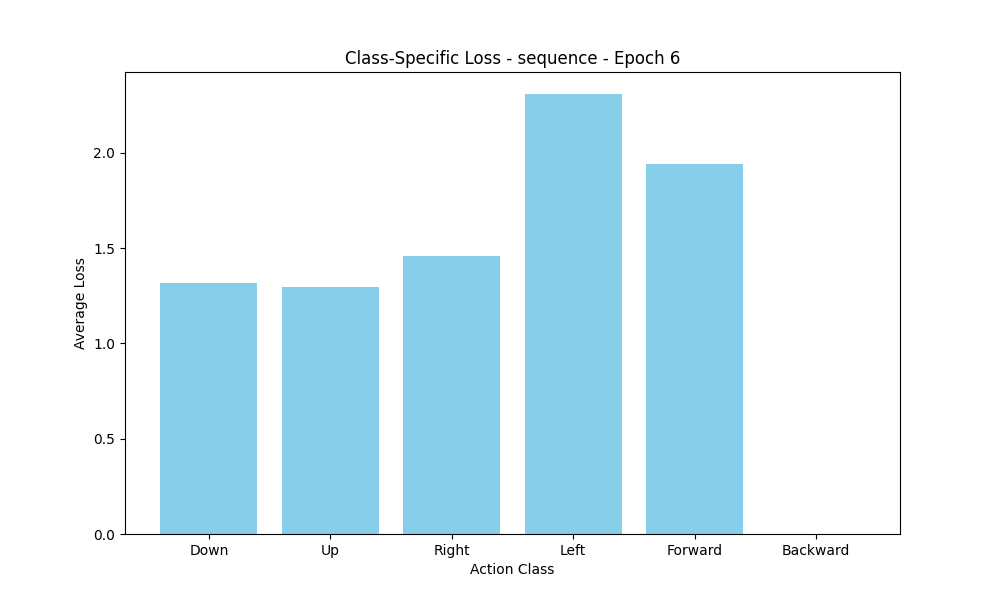 Class-Specific Loss - sequence - Epoch 6
Average Loss
2.0
1.5
1.0
0.5
0.0
Down Up Right Left Forward Backward
Action Class